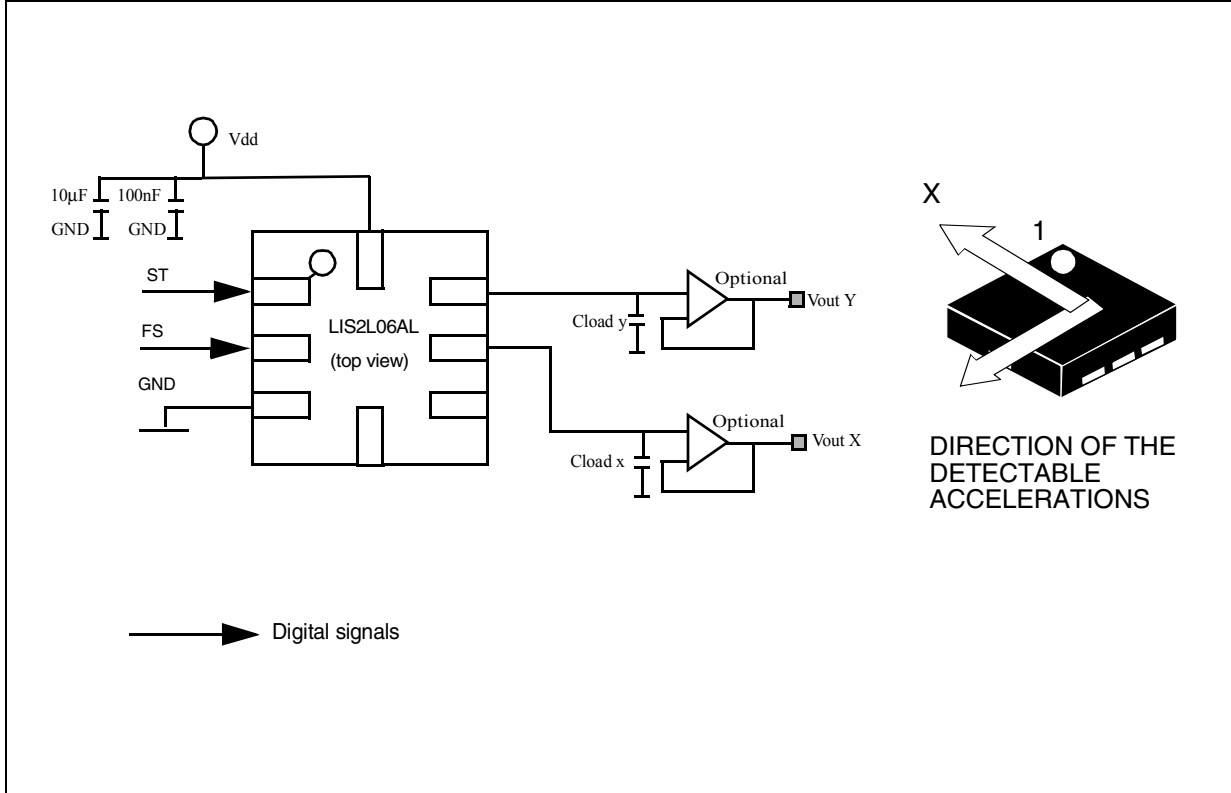 Vdd
10µF 100nF
GND GND
ST
FS
GND
LIS2L06AL
(top view)
Optional
Cload y
Vout Y
Optional
Cload x
Vout X
X
1
DIRECTION OF THE
DETECTABLE
ACCELERATIONS
Digital signals